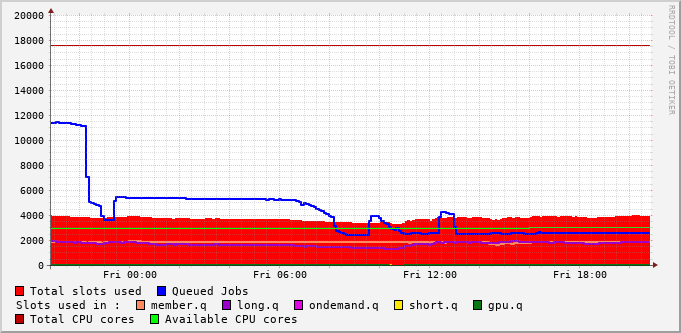 RRDTOOL / TOBI OETIKER
20000
18000
16000
14000
12000
10000
8000
6000
4000
2000
0
Fri 00:00 Fri 06:00 Fri 12:00 Fri 18:00
Total slots used Queued Jobs
Slots used in : member.q long.q ondemand.q short.q gpu.q
Total CPU cores Available CPU cores